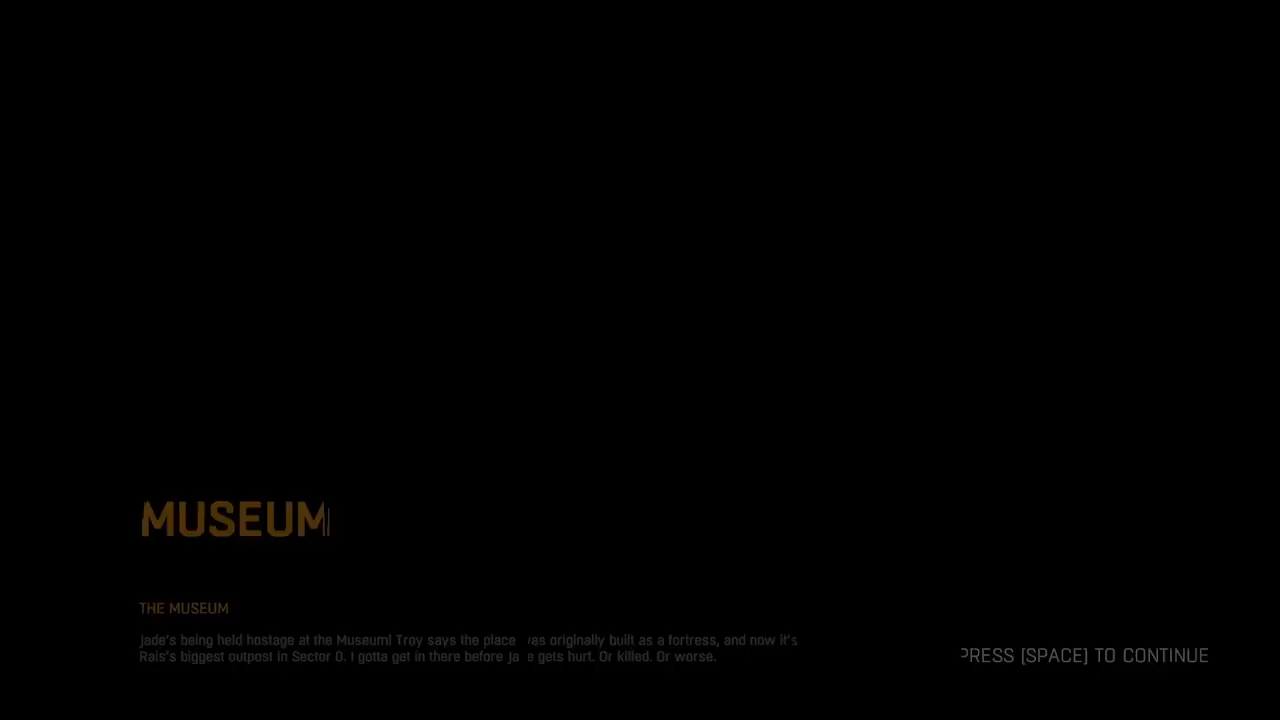 MUSEUM
THE MUSEUM
Jade's being held hostage at the Museum! Troy says the place was originally built as a fortress, and now it's
Rais's biggest outpost in Sector 0. I gotta get in there before Jade gets hurt. Or killed. Or worse.
PRESS [SPACE] TO CONTINUE